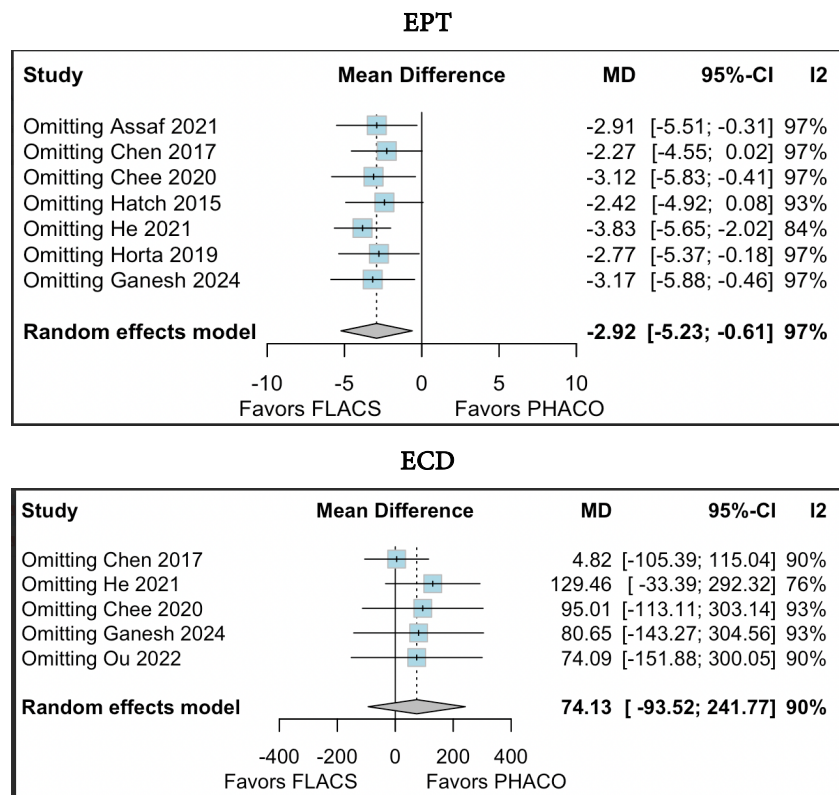 EPT
Study Mean Difference MD 95%-CI I2
Omitting Assaf 2021 -2.91 [-5.51; -0.31] 97%
Omitting Chen 2017 -2.27 [-4.55; 0.02] 97%
Omitting Chee 2020 -3.12 [-5.83; -0.41] 97%
Omitting Hatch 2015 -2.42 [-4.92; 0.08] 93%
Omitting He 2021 -3.83 [-5.65; -2.02] 84%
Omitting Horta 2019 -2.77 [-5.37; -0.18] 97%
Omitting Ganesh 2024 -3.17 [-5.88; -0.46] 97%
Random effects model -2.92 [-5.23; -0.61] 97%
-10 -5 0 5 10
Favors FLACS Favors PHACO
ECD
Study Mean Difference MD 95%-CI I2
Omitting Chen 2017 4.82 [-105.39; 115.04] 90%
Omitting He 2021 129.46 [ -33.39; 292.32] 76%
Omitting Chee 2020 95.01 [-113.11; 303.14] 93%
Omitting Ganesh 2024 80.65 [-143.27; 304.56] 93%
Omitting Ou 2022 74.09 [-151.88; 300.05] 90%
Random effects model 74.13 [ -93.52; 241.77] 90%
-400 -200 0 200 400
Favors FLACS Favors PHACO